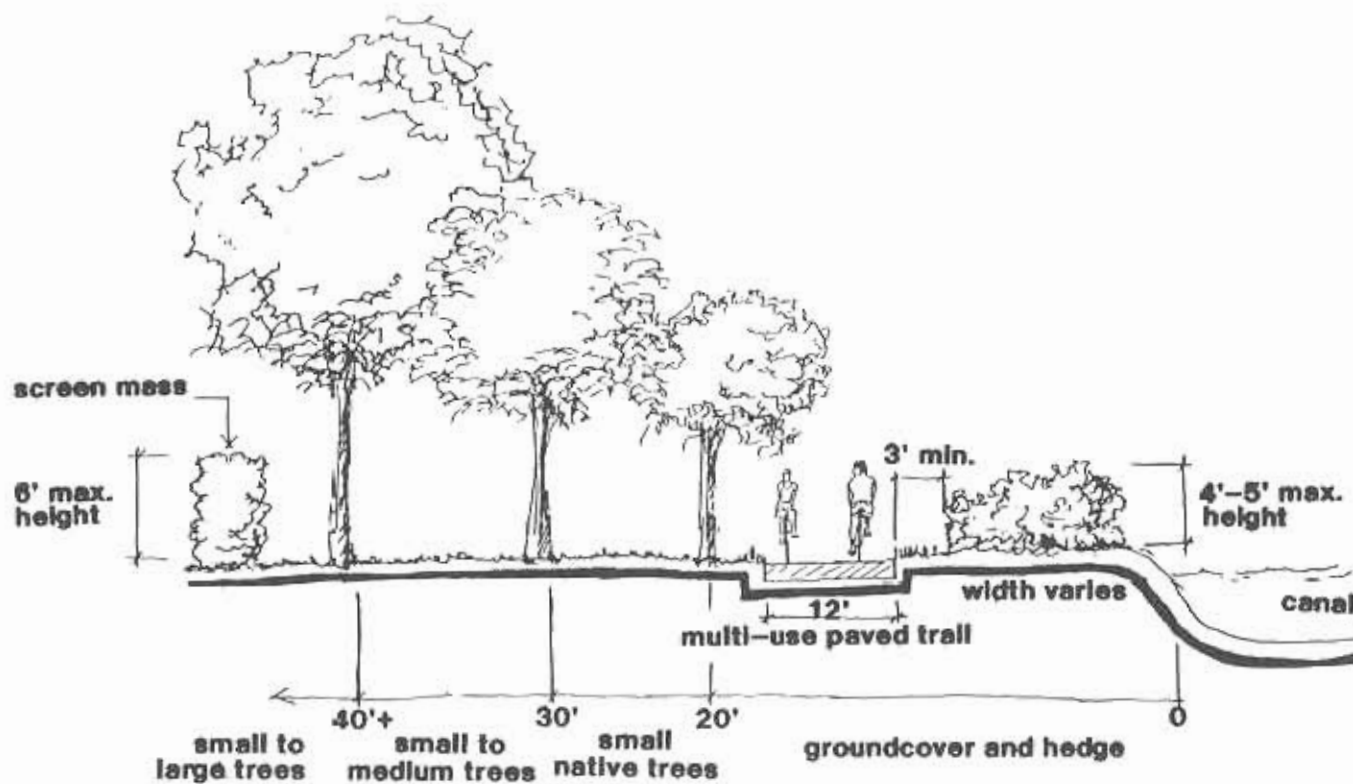 screen mass
6' max.
height
3' min.
4'-5' max.
height
width varies
canal
12'
multi-use paved trail
40'+
30'
20'
0
small to
large trees
small to
medium trees
small
native trees
groundcover and hedge